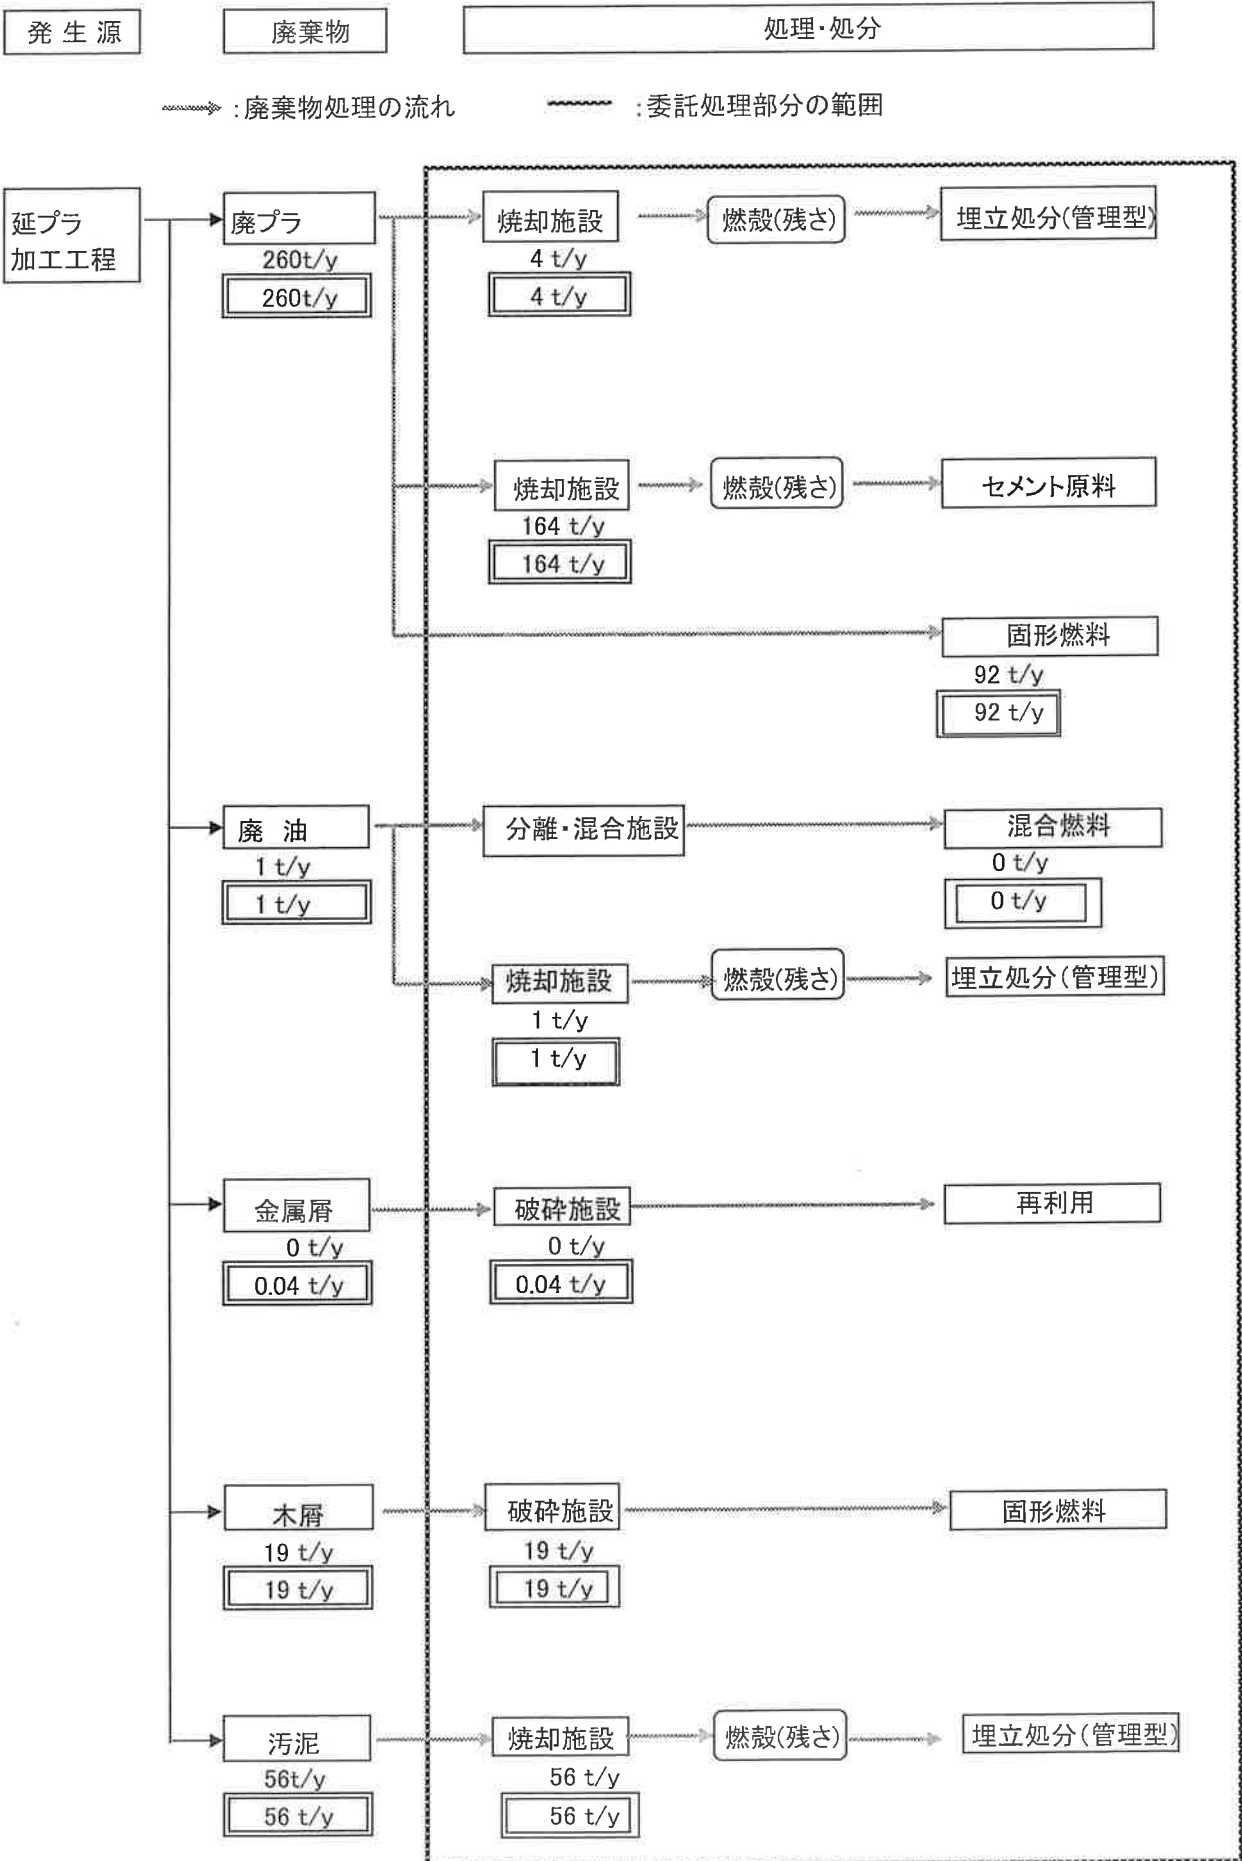 発 生 源
廃棄物
処理・処分
:廃棄物処理の流れ
:委託処理部分の範囲
延プラ
加工工程
廃プラ
260t/y
260t/y
焼却施設
4 t/y
4 t/y
燃殻(残さ)
埋立処分(管理型)
焼却施設
164 t/y
164 t/y
燃殻(残さ)
セメント原料
固形燃料
92 t/y
92 t/y
廃 油
1 t/y
1 t/y
分離・混合施設
混合燃料
0 t/y
0 t/y
焼却施設
1 t/y
1 t/y
燃殻(残さ)
埋立処分(管理型)
金属屑
0 t/y
0.04 t/y
破砕施設
0 t/y
0.04 t/y
再利用
木屑
19 t/y
19 t/y
破砕施設
19 t/y
19 t/y
固形燃料
汚泥
56t/y
56 t/y
焼却施設
56 t/y
56 t/y
燃殻(残さ)
埋立処分(管理型)